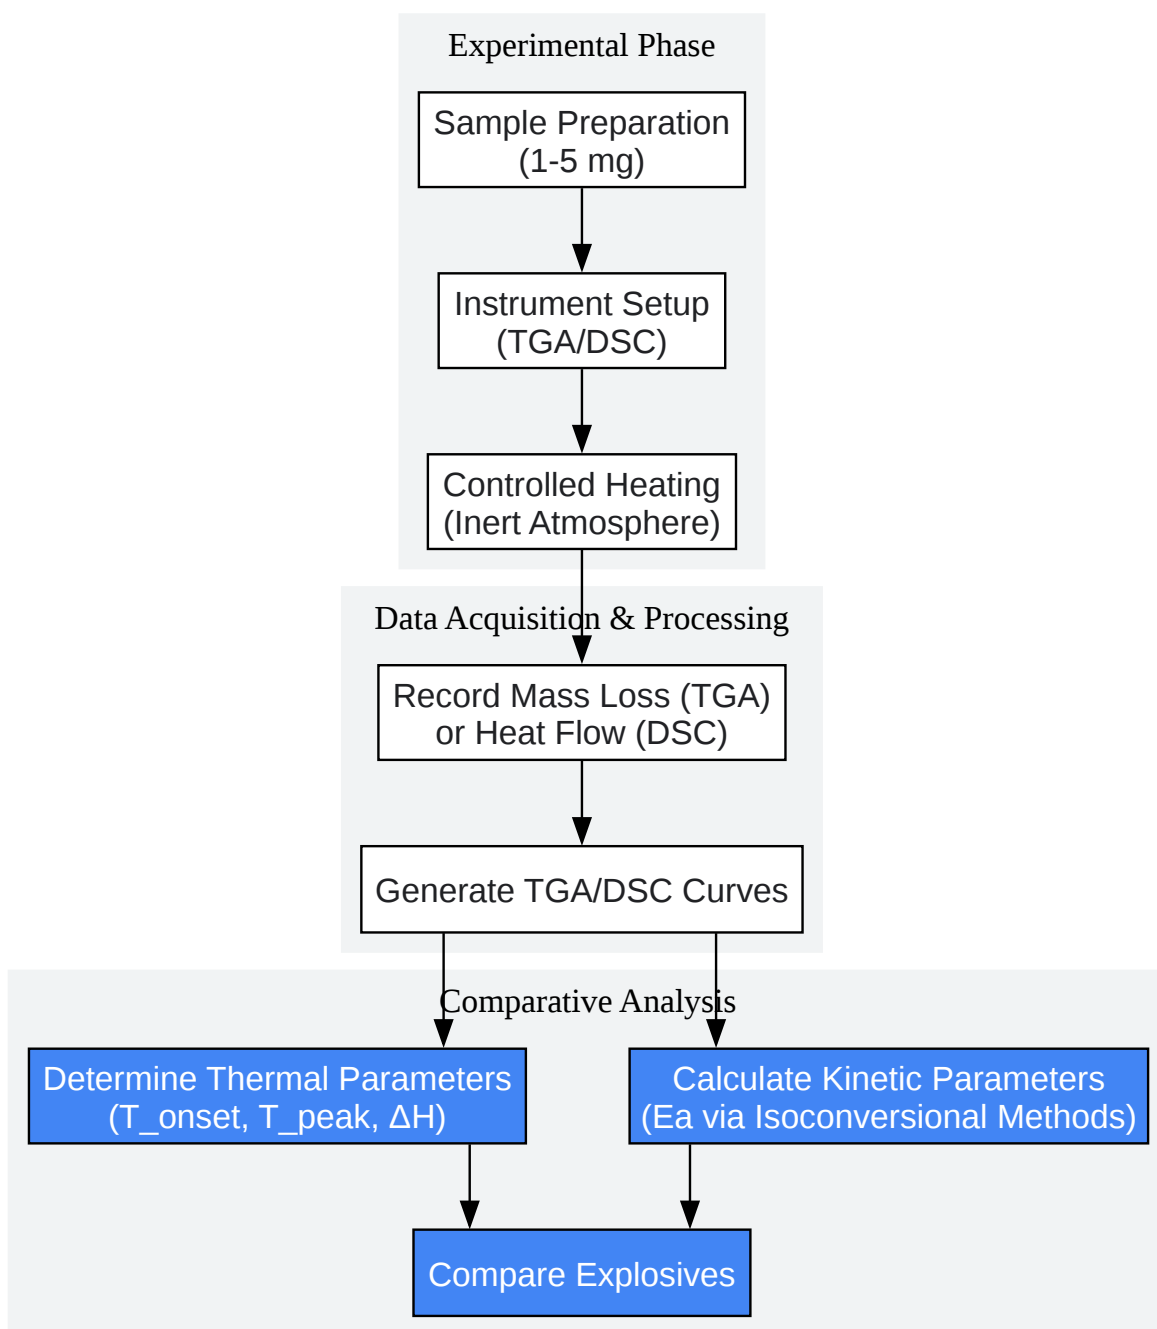 Experimental Phase
Sample Preparation
(1-5 mg)
Instrument Setup
(TGA/DSC)
Controlled Heating
(Inert Atmosphere)
Data Acquisition & Processing
Record Mass Loss (TGA)
or Heat Flow (DSC)
Generate TGA/DSC Curves
Comparative Analysis
Determine Thermal Parameters
(T_onset, T_peak, ΔH)
Calculate Kinetic Parameters
(Ea via Isoconversional Methods)
Compare Explosives